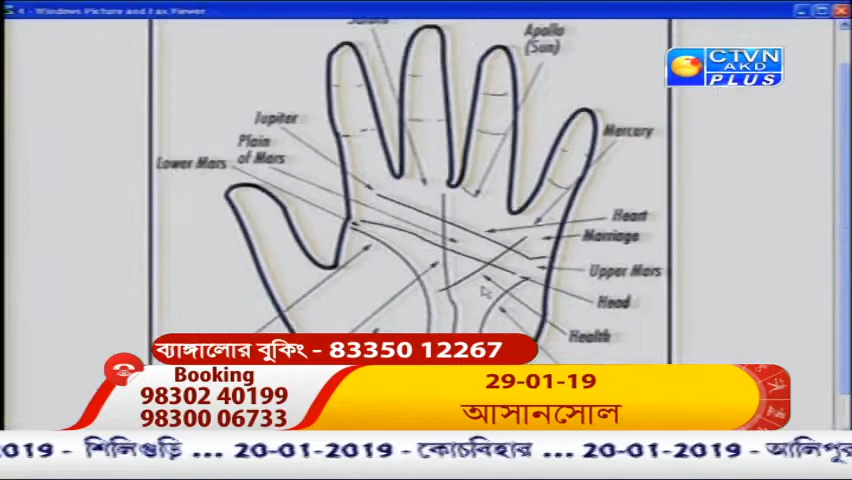 4 - Windows Picture and Fax Viewer
Apollo
(Sun)
CTVN
AKD
PLUS
Jupiter
Plain
of Mars
Lower Mars
Mercury
Heart
Marriage
Upper Mars
Head
Health
ব্যাঙ্গালোর বুকিং - 83350 12267
Booking
98302 40199
98300 06733
29-01-19
আসানসোল
2019 - শিলিগুড়ি ... 20-01-2019 - কোচবিহার ... 20-01-2019 - আলিপুর